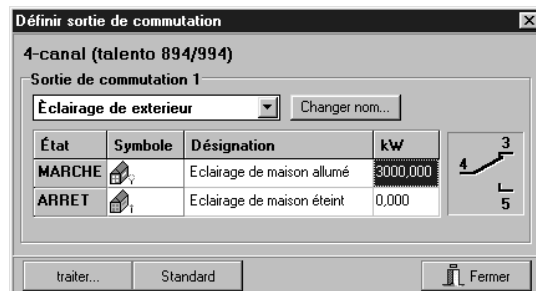 Définir sortie de commutation
4-canal (talento 894/994)
Sortie de commutation 1
Èclairage de exterieur
Changer nom...
État Symbole Désignation kW
MARCHE Eclairage de maison allumé 3000,000
ARRET Eclairage de maison éteint 0,000
3
4
5
traiter... Standard Fermer